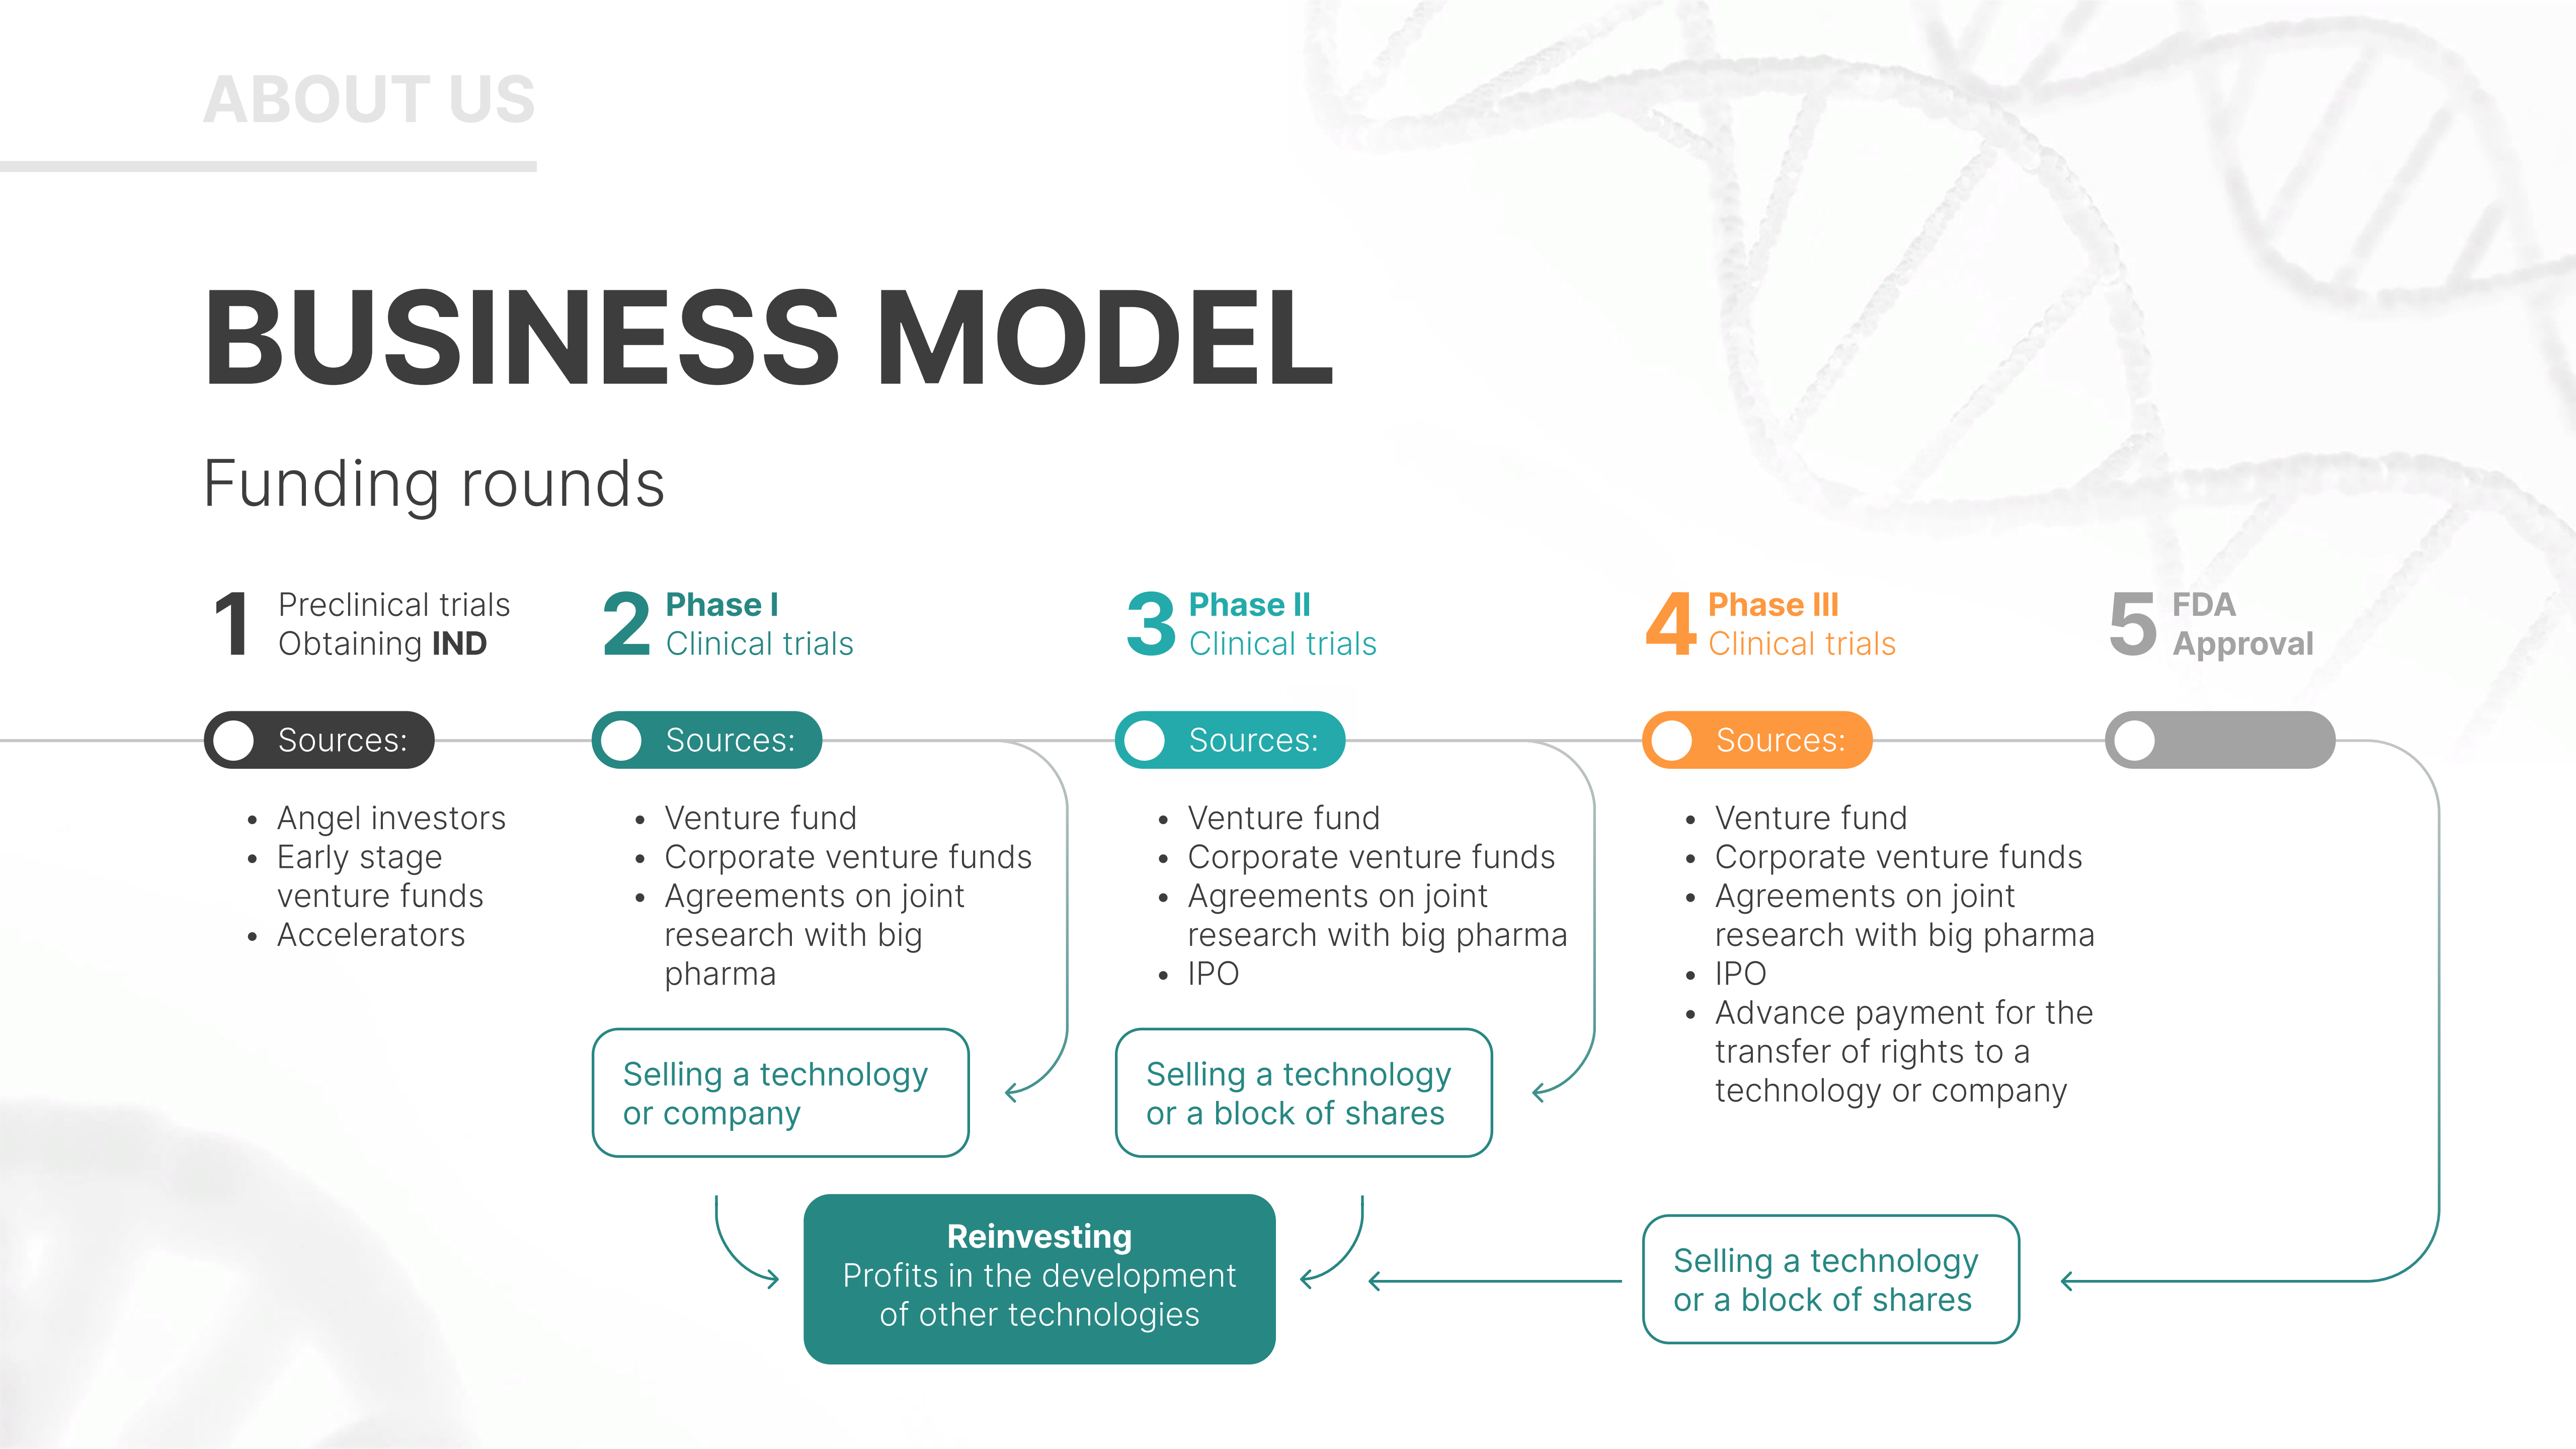 ABOUT US
BUSINESS MODEL
Funding rounds
1
Preclinical trials
Obtaining IND
Sources:
• Angel investors
• Early stage
venture funds
• Accelerators
2
Phase I
Clinical trials
Sources:
• Venture fund
• Corporate venture funds
• Agreements on joint
research with big
pharma
Selling a technology
or company
3
Phase II
Clinical trials
Sources:
• Venture fund
• Corporate venture funds
• Agreements on joint
research with big pharma
• IPO
Selling a technology
or a block of shares
4
Phase III
Clinical trials
Sources:
• Venture fund
• Corporate venture funds
• Agreements on joint
research with big pharma
• IPO
• Advance payment for the
transfer of rights to a
technology or company
5
FDA
Approval
Selling a technology
or a block of shares
Reinvesting
Profits in the development
of other technologies